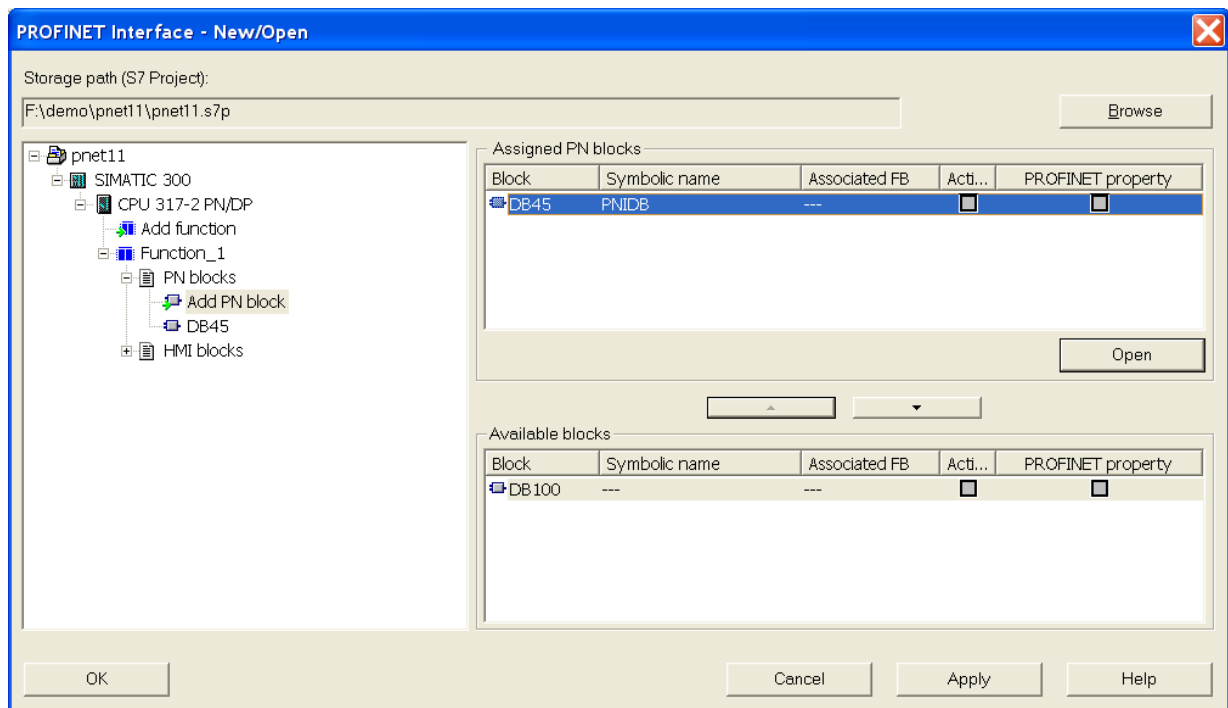 PROFINET Interface - New/Open
Storage path (S7 Project):
F:\demo\pnet11\pnet11.s7p
Browse
pnet11
SIMATIC 300
CPU 317-2 PN/DP
Add function
Function_1
PN blocks
Add PN block
DB45
HMI blocks
Assigned PN blocks
Block Symbolic name Associated FB Acti... PROFINET property
DB45 PNIDB ---
Open
Available blocks
Block Symbolic name Associated FB Acti... PROFINET property
DB100 --- ---
OK Cancel Apply Help